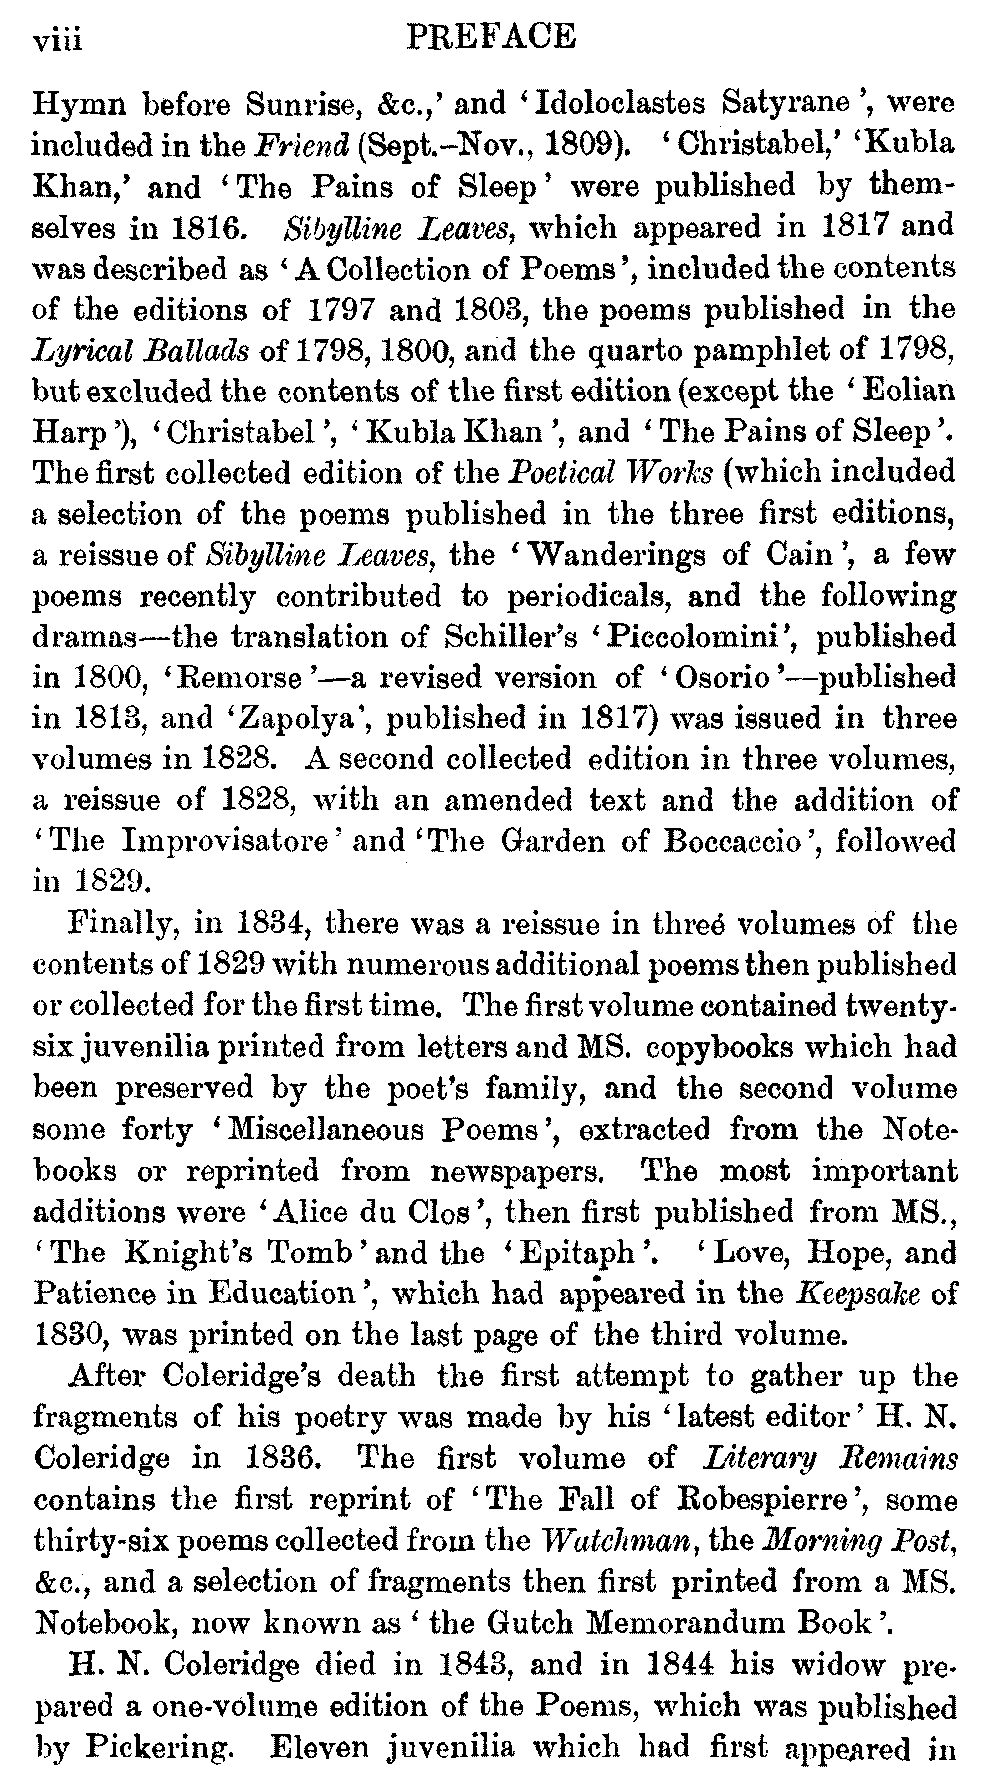 viii PREFACE
Hymn before Sunrise, &c.,’ and ‘Idoloclastes Satyrane’, were
included in the Friend (Sept.–Nov., 1809). ‘Christabel,’ ‘Kubla
Khan,’ and ‘The Pains of Sleep’ were published by them-
selves in 1816. Sibylline Leaves, which appeared in 1817 and
was described as ‘A Collection of Poems’, included the contents
of the editions of 1797 and 1803, the poems published in the
Lyrical Ballads of 1798, 1800, and the quarto pamphlet of 1798,
but excluded the contents of the first edition (except the ‘Eolian
Harp’), ‘Christabel’, ‘Kubla Khan’, and ‘The Pains of Sleep’.
The first collected edition of the Poetical Works (which included
a selection of the poems published in the three first editions,
a reissue of Sibylline Leaves, the ‘Wanderings of Cain’, a few
poems recently contributed to periodicals, and the following
dramas—the translation of Schiller’s ‘Piccolomini’, published
in 1800, ‘Remorse’—a revised version of ‘Osorio’—published
in 1813, and ‘Zapolya’, published in 1817) was issued in three
volumes in 1828. A second collected edition in three volumes,
a reissue of 1828, with an amended text and the addition of
‘The Improvisatore’ and ‘The Garden of Boccaccio’, followed
in 1829.
Finally, in 1834, there was a reissue in three volumes of the
contents of 1829 with numerous additional poems then published
or collected for the first time. The first volume contained twenty-
six juvenilia printed from letters and MS. copybooks which had
been preserved by the poet’s family, and the second volume
some forty ‘Miscellaneous Poems’, extracted from the Note-
books or reprinted from newspapers. The most important
additions were ‘Alice du Clos’, then first published from MS.,
‘The Knight’s Tomb’ and the ‘Epitaph’. ‘Love, Hope, and
Patience in Education’, which had appeared in the Keepsake of
1830, was printed on the last page of the third volume.
After Coleridge’s death the first attempt to gather up the
fragments of his poetry was made by his ‘latest editor’ H. N.
Coleridge in 1836. The first volume of Literary Remains
contains the first reprint of ‘The Fall of Robespierre’, some
thirty-six poems collected from the Watchman, the Morning Post,
&c., and a selection of fragments then first printed from a MS.
Notebook, now known as ‘the Gutch Memorandum Book’.
H. N. Coleridge died in 1843, and in 1844 his widow pre-
pared a one-volume edition of the Poems, which was published
by Pickering. Eleven juvenilia which had first appeared in